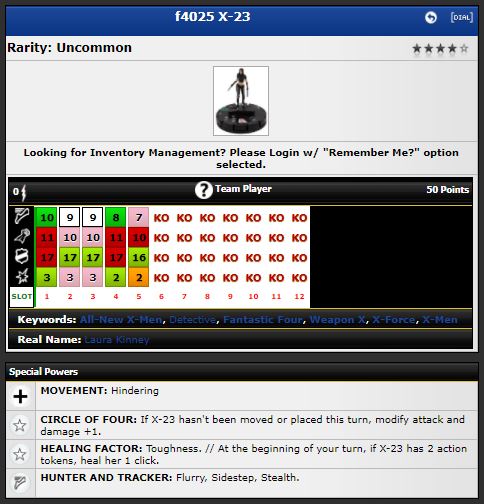 f4025 X-23
[DIAL]
Rarity: Uncommon
Looking for Inventory Management? Please Login w/ "Remember Me?" option
selected.
0 Team Player 50 Points
10 9 9 8 7 KO KO KO KO KO KO KO
11 10 10 11 10 KO KO KO KO KO KO KO
17 17 17 17 16 KO KO KO KO KO KO KO
3 3 3 2 2 KO KO KO KO KO KO KO
SLOT 1 2 3 4 5 6 7 8 9 10 11 12
Keywords: All-New X-Men, Detective, Fantastic Four, Weapon X, X-Force, X-Men
Real Name: Laura Kinney
Special Powers
MOVEMENT: Hindering
CIRCLE OF FOUR: If X-23 hasn't been moved or placed this turn, modify attack and
damage +1.
HEALING FACTOR: Toughness. // At the beginning of your turn, if X-23 has 2 action
tokens, heal her 1 click.
HUNTER AND TRACKER: Flurry, Sidestep, Stealth.